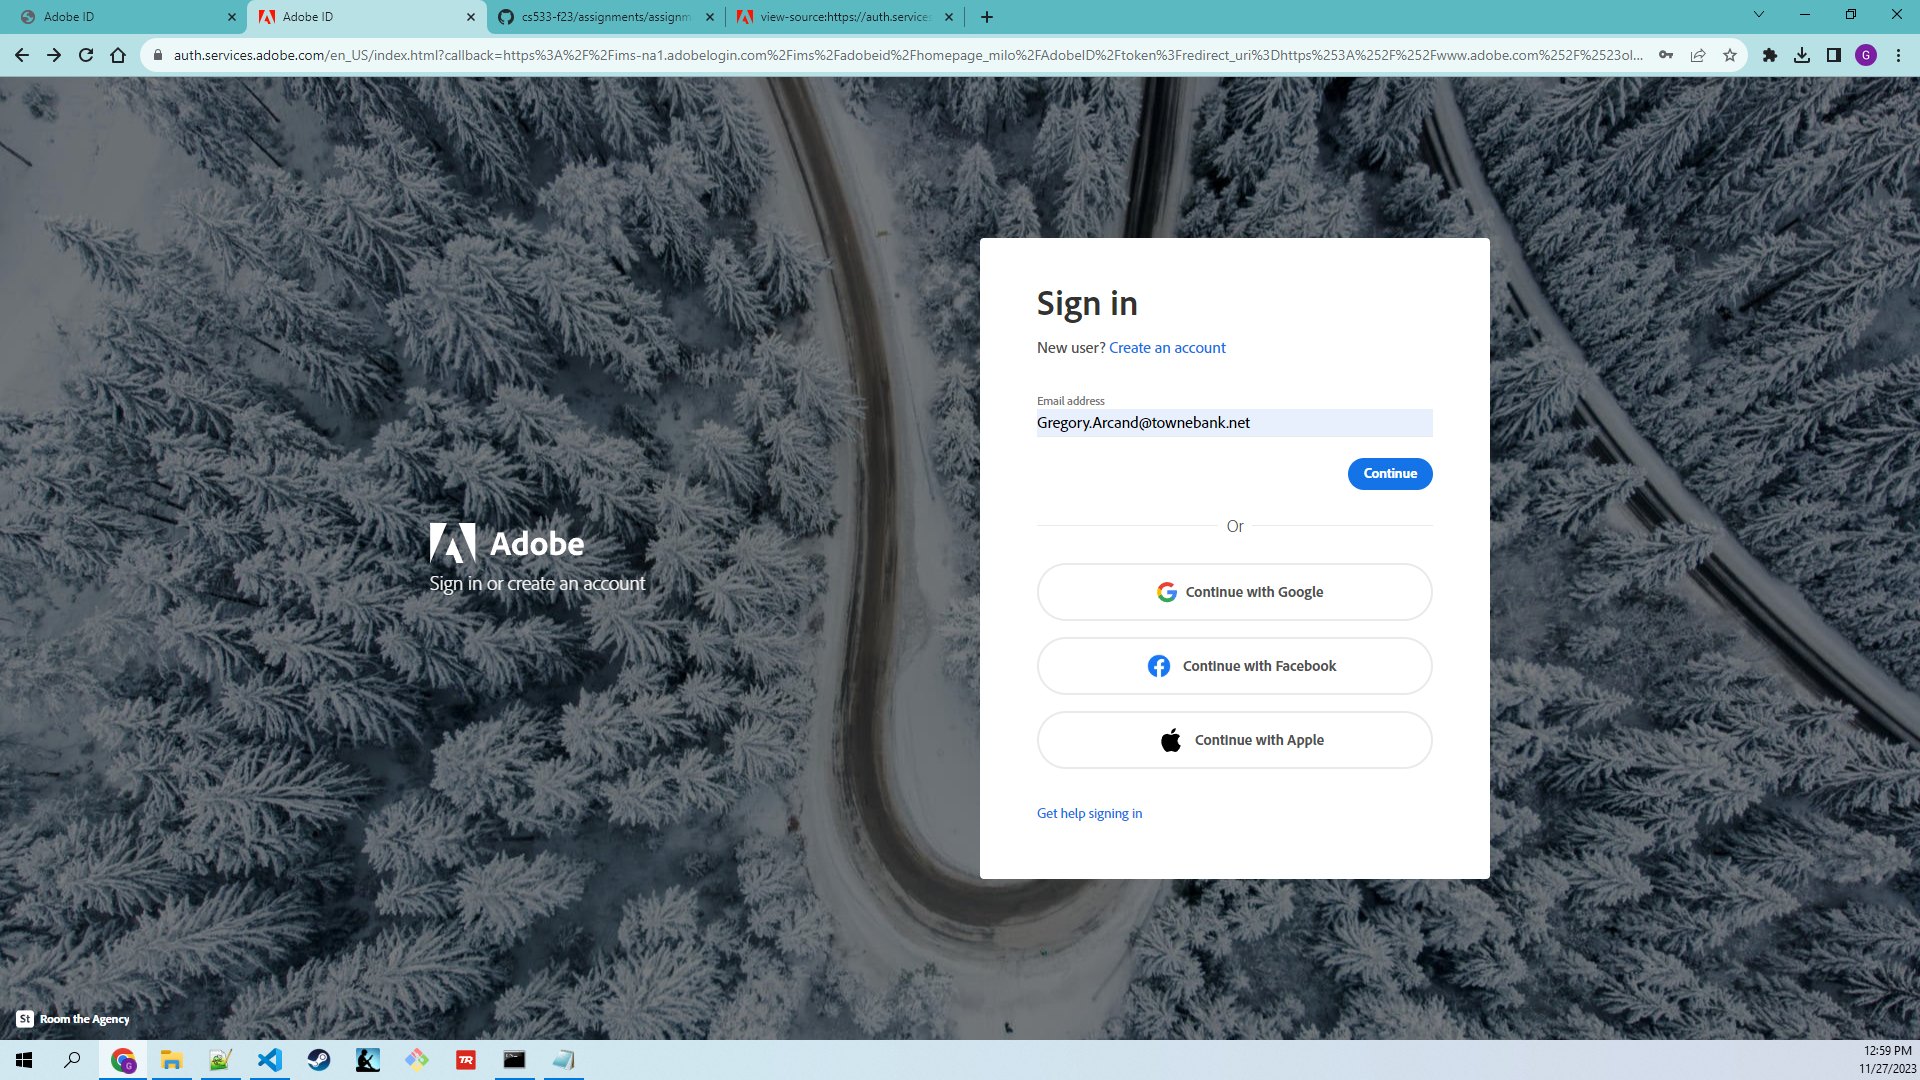 Adobe ID
Adobe ID
cs533-f23/assignments/assignm
view-source:https://auth.service
auth.services.adobe.com/en_US/index.html?callback=https%3A%2F%2Fims-na1.adobelogin.com%2Fims%2Fadobeid%2Fhomepage_milo%2FAdobeID%2Ftoken%3Fredirect_uri%3Dhttps%253A%252F%252Fwww.adobe.com%252F%2523ol...
G
Sign in
New user? Create an account
Email address
Gregory.Arcand@townebank.net
Continue
Or
Adobe
Sign in or create an account
Continue with Google
Continue with Facebook
Continue with Apple
Get help signing in
St Room the Agency
G
TR
12:59 PM
11/27/2023